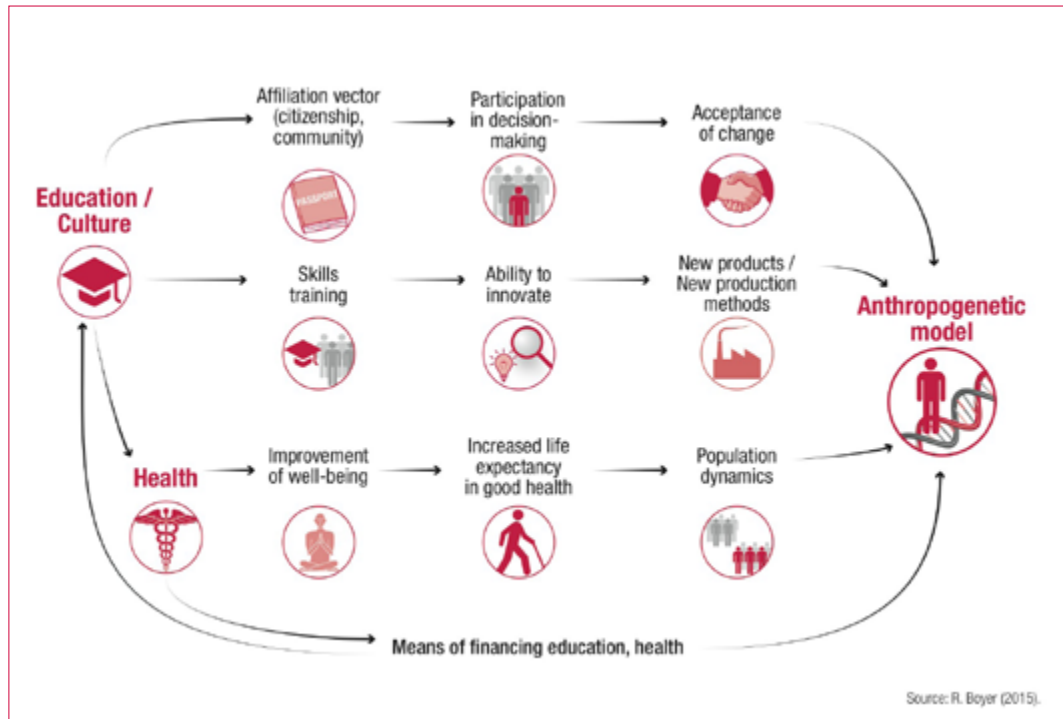 Affiliation vector
(citizenship,
community)
Participation
in decision-
making
Acceptance
of change
Education /
Culture
PASSPORT
Skills
training
Ability to
innovate
New products /
New production
methods
Anthropogenetic
model
Health
Improvement
of well-being
Increased life
expectancy
in good health
Population
dynamics
Means of financing education, health
Source: R. Boyer (2015).